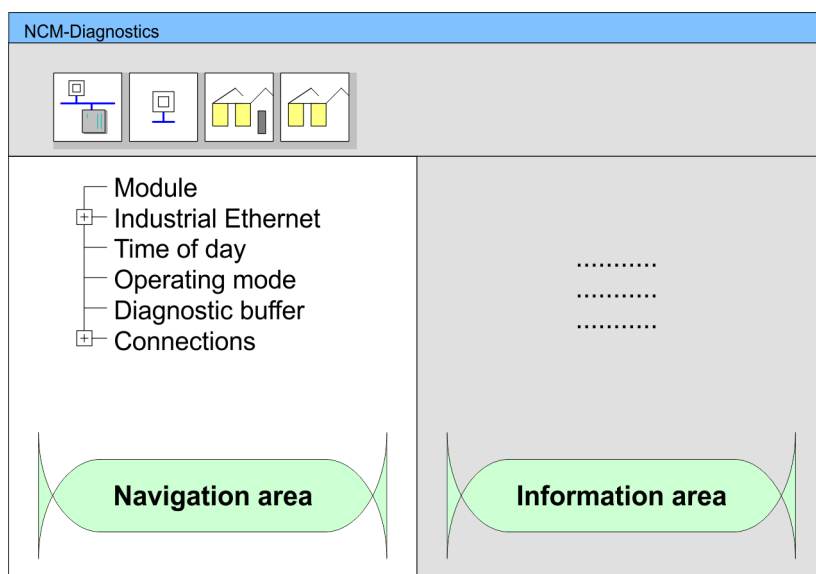 NCM-Diagnostics
Module
Industrial Ethernet
Time of day
Operating mode
Diagnostic buffer
Connections
...........
...........
...........
Navigation area
Information area